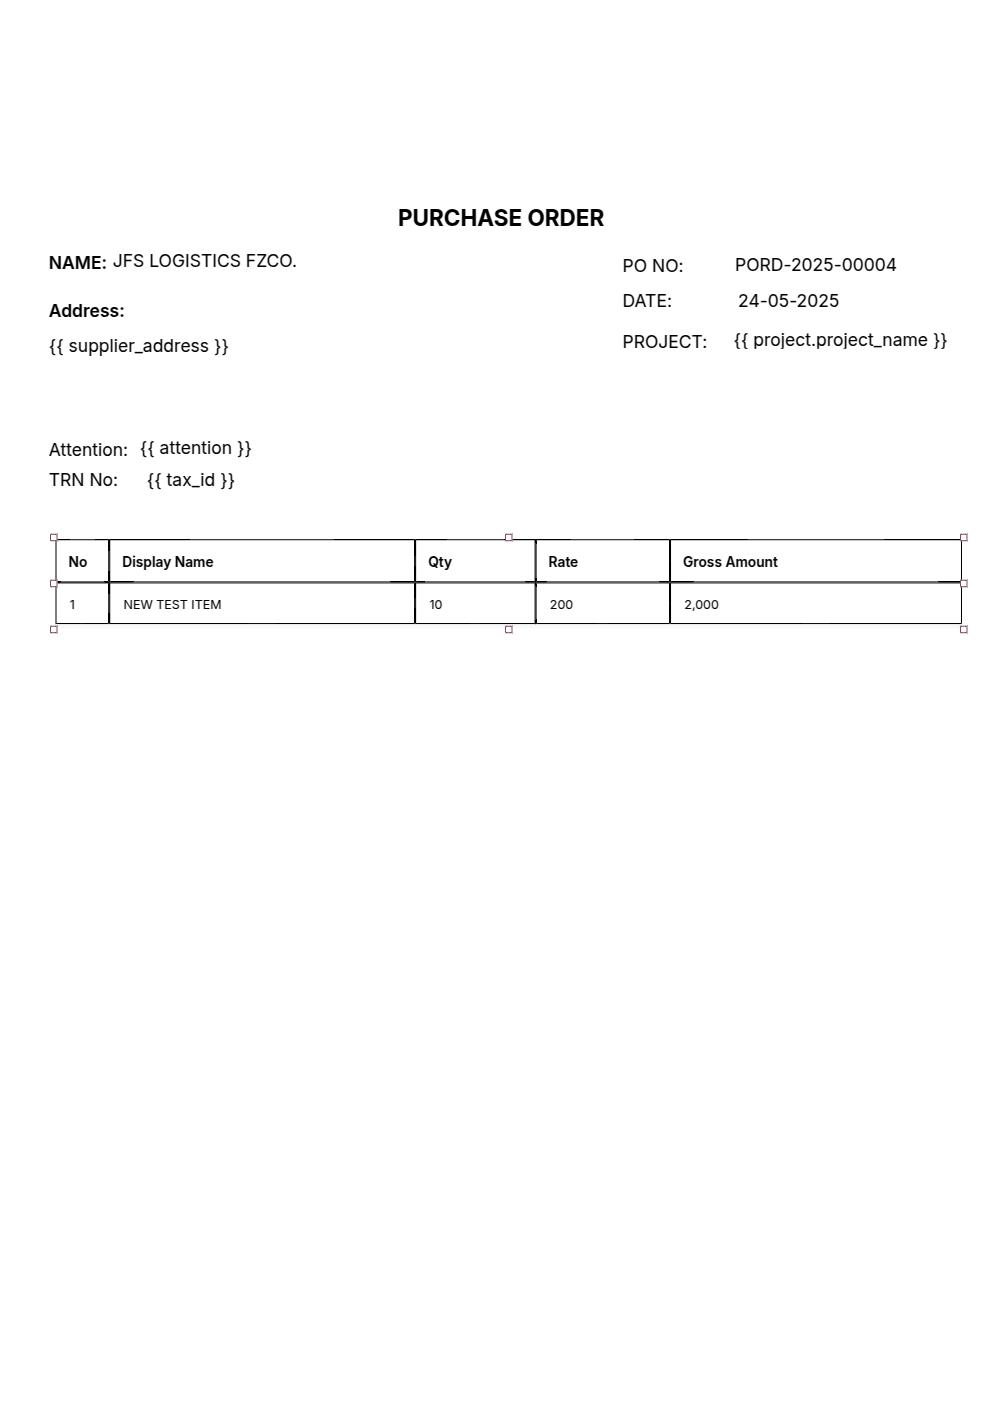 PURCHASE ORDER
NAME: JFS LOGISTICS FZCO.
PO NO: PORD-2025-00004
Address:
DATE: 24-05-2025
{{ supplier_address }}
PROJECT: {{ project.project_name }}
Attention: {{ attention }}
TRN No: {{ tax_id }}
No Display Name Qty Rate Gross Amount
1 NEW TEST ITEM 10 200 2,000